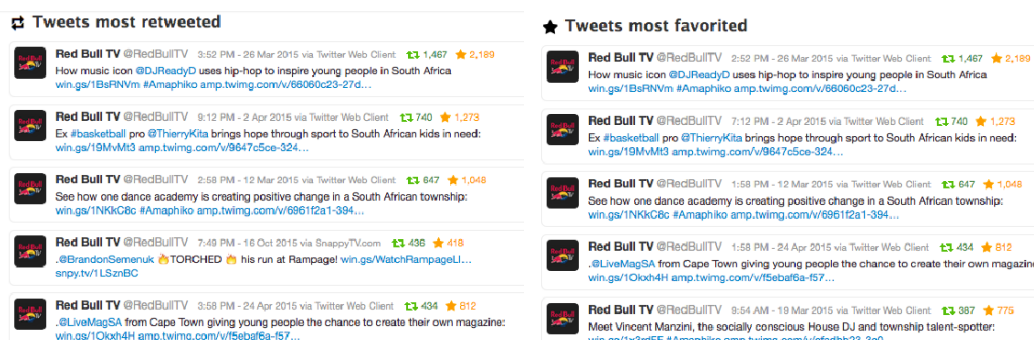 Tweets most retweeted
Red Bull TV @RedBullTV 3:52 PM - 26 Mar 2015 via Twitter Web Client 1,467 2,189
How music icon @DJReadyD uses hip-hop to inspire young people in South Africa
win.gs/1BsRNVm #Amaphiko amp.twimg.com/v/66060c23-27d...
Red Bull TV @RedBullTV 9:12 PM - 2 Apr 2015 via Twitter Web Client 740 1,273
Ex #basketball pro @ThierryKita brings hope through sport to South African kids in need:
win.gs/19MvMt3 amp.twimg.com/v/9647c5ce-324...
Red Bull TV @RedBullTV 2:58 PM - 12 Mar 2015 via Twitter Web Client 647 1,048
See how one dance academy is creating positive change in a South African township:
win.gs/1NKkC8c #Amaphiko amp.twimg.com/v/6961f2a1-394...
Red Bull TV @RedBullTV 7:49 PM - 16 Oct 2015 via SnappyTV.com 436 418
.@BrandonSemenuk 🔥TORCHED 🔥 his run at Rampage! win.gs/WatchRampageLI...
snpy.tv/1LSznBC
Red Bull TV @RedBullTV 3:58 PM - 24 Apr 2015 via Twitter Web Client 434 812
.@LiveMagSA from Cape Town giving young people the chance to create their own magazine:
win.gs/1Okxh4H amp.twimg.com/v/f5ebaf6a-f57...
Tweets most favorited
Red Bull TV @RedBullTV 2:52 PM - 26 Mar 2015 via Twitter Web Client 1,467 2,189
How music icon @DJReadyD uses hip-hop to inspire young people in South Africa
win.gs/1BsRNVm #Amaphiko amp.twimg.com/v/66060c23-27d...
Red Bull TV @RedBullTV 7:12 PM - 2 Apr 2015 via Twitter Web Client 740 1,273
Ex #basketball pro @ThierryKita brings hope through sport to South African kids in need:
win.gs/19MvMt3 amp.twimg.com/v/9647c5ce-324...
Red Bull TV @RedBullTV 1:58 PM - 12 Mar 2015 via Twitter Web Client 647 1,048
See how one dance academy is creating positive change in a South African township:
win.gs/1NKkC8c #Amaphiko amp.twimg.com/v/6961f2a1-394...
Red Bull TV @RedBullTV 1:58 PM - 24 Apr 2015 via Twitter Web Client 434 812
.@LiveMagSA from Cape Town giving young people the chance to create their own magazin
win.gs/1Okxh4H amp.twimg.com/v/f5ebaf6a-f57...
Red Bull TV @RedBullTV 9:54 AM - 19 Mar 2015 via Twitter Web Client 387 775
Meet Vincent Manzini, the socially conscious House DJ and township talent-spotter: